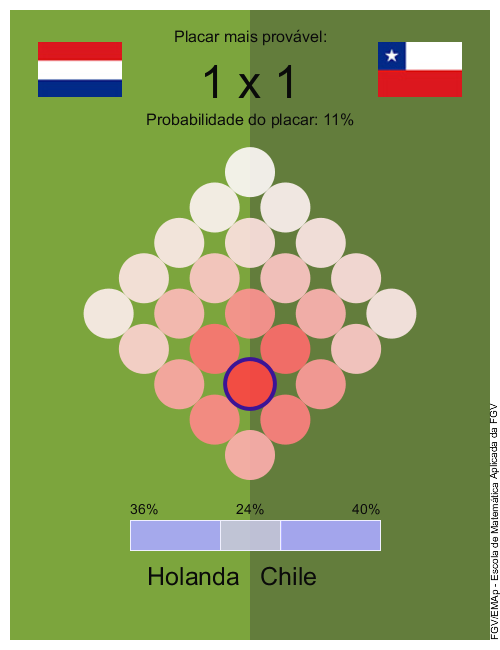 Placar mais provável:
1 x 1
Probabilidade do placar: 11%
36% 24% 40%
Holanda Chile
FGV/EMAp - Escola de Matemática Aplicada da FGV